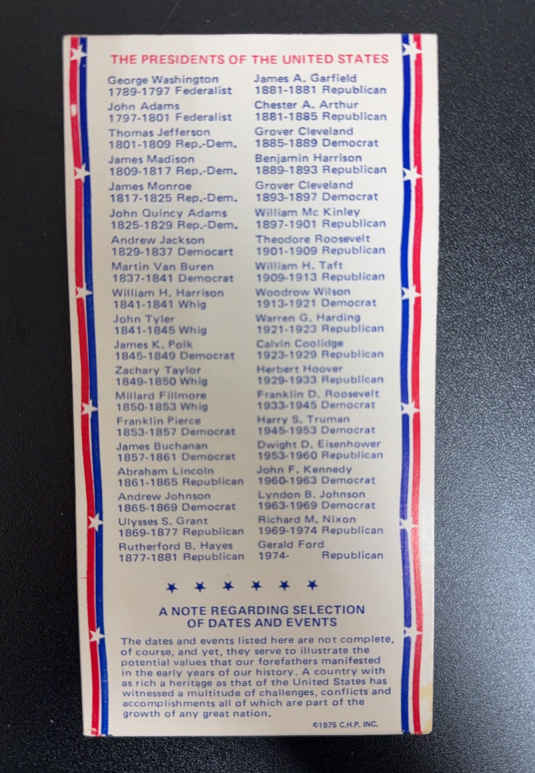 THE PRESIDENTS OF THE UNITED STATES
George Washington
1789-1797 Federalist
John Adams
1797-1801 Federalist
Thomas Jefferson
1801-1809 Rep.-Dem.
James Madison
1809-1817 Rep.-Dem.
James Monroe
1817-1825 Rep.-Dem.
John Quincy Adams
1825-1829 Rep.-Dem.
Andrew Jackson
1829-1837 Democart
Martin Van Buren
1837-1841 Democrat
William H. Harrison
1841-1841 Whig
John Tyler
1841-1845 Whig
James K. Polk
1845-1849 Democrat
Zachary Taylor
1849-1850 Whig
Millard Fillmore
1850-1853 Whig
Franklin Pierce
1853-1857 Democrat
James Buchanan
1857-1861 Democrat
Abraham Lincoln
1861-1865 Republican
Andrew Johnson
1865-1869 Democrat
Ulysses S. Grant
1869-1877 Republican
Rutherford B. Hayes
1877-1881 Republican
James A. Garfield
1881-1881 Republican
Chester A. Arthur
1881-1885 Republican
Grover Cleveland
1885-1889 Democrat
Benjamin Harrison
1889-1893 Republican
Grover Cleveland
1893-1897 Democrat
William Mc Kinley
1897-1901 Republican
Theodore Roosevelt
1901-1909 Republican
William H. Taft
1909-1913 Republican
Woodrow Wilson
1913-1921 Democrat
Warren G. Harding
1921-1923 Republican
Calvin Coolidge
1923-1929 Republican
Herbert Hoover
1929-1933 Republican
Franklin D. Roosevelt
1933-1945 Democrat
Harry S. Truman
1945-1953 Democrat
Dwight D. Eisenhower
1953-1960 Republican
John F. Kennedy
1960-1963 Democrat
Lyndon B. Johnson
1963-1969 Democrat
Richard M. Nixon
1969-1974 Republican
Gerald Ford
1974- Republican
A NOTE REGARDING SELECTION
OF DATES AND EVENTS
The dates and events listed here are not complete,
of course, and yet, they serve to illustrate the
potential values that our forefathers manifested
in the early years of our history. A country with
as rich a heritage as that of the United States has
witnessed a multitude of challenges, conflicts and
accomplishments all of which are part of the
growth of any great nation.
©1975 C.H.P. INC.